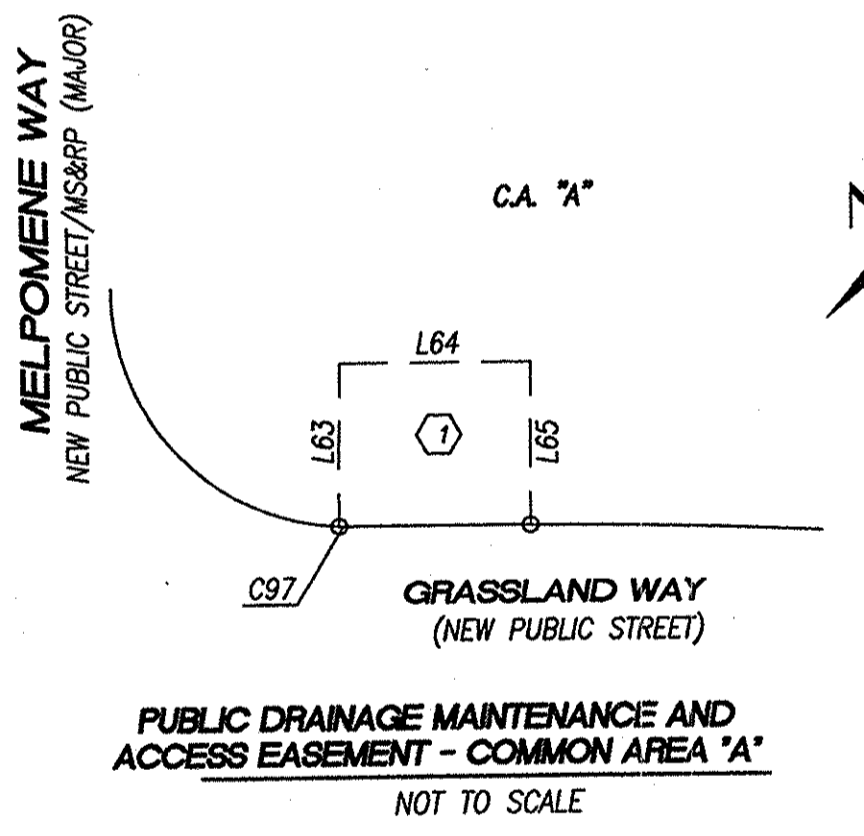 MELPOMENE WAY
NEW PUBLIC STREET/MS&RP (MAJOR)
C.A. "A"
L64
L63
1
L65
C97
GRASSLAND WAY
(NEW PUBLIC STREET)
PUBLIC DRAINAGE MAINTENANCE AND
ACCESS EASEMENT - COMMON AREA "A"
NOT TO SCALE